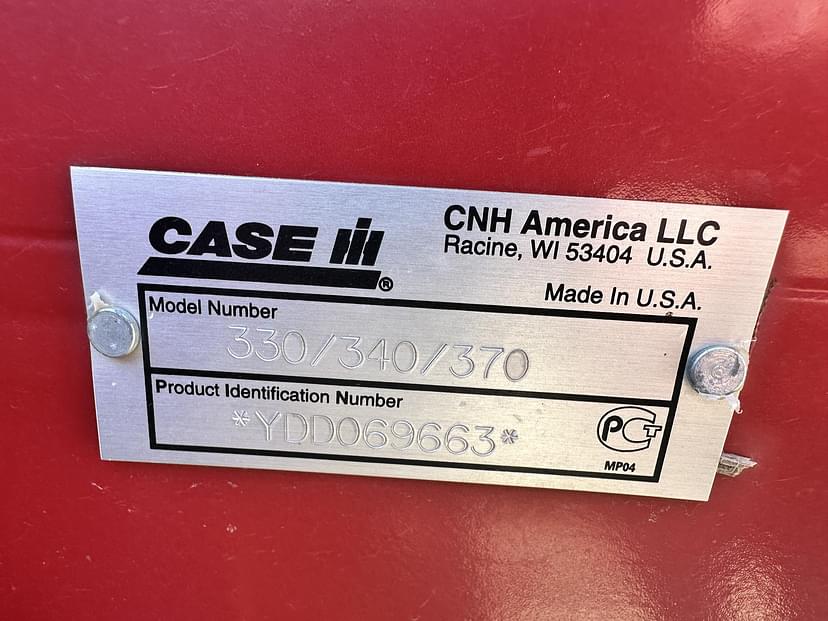 CASE IH®
CNH America LLC
Racine, WI 53404 U.S.A.
Made In U.S.A.
Model Number
330/340/370
Product Identification Number
*YDD069663*
PCT
MP04